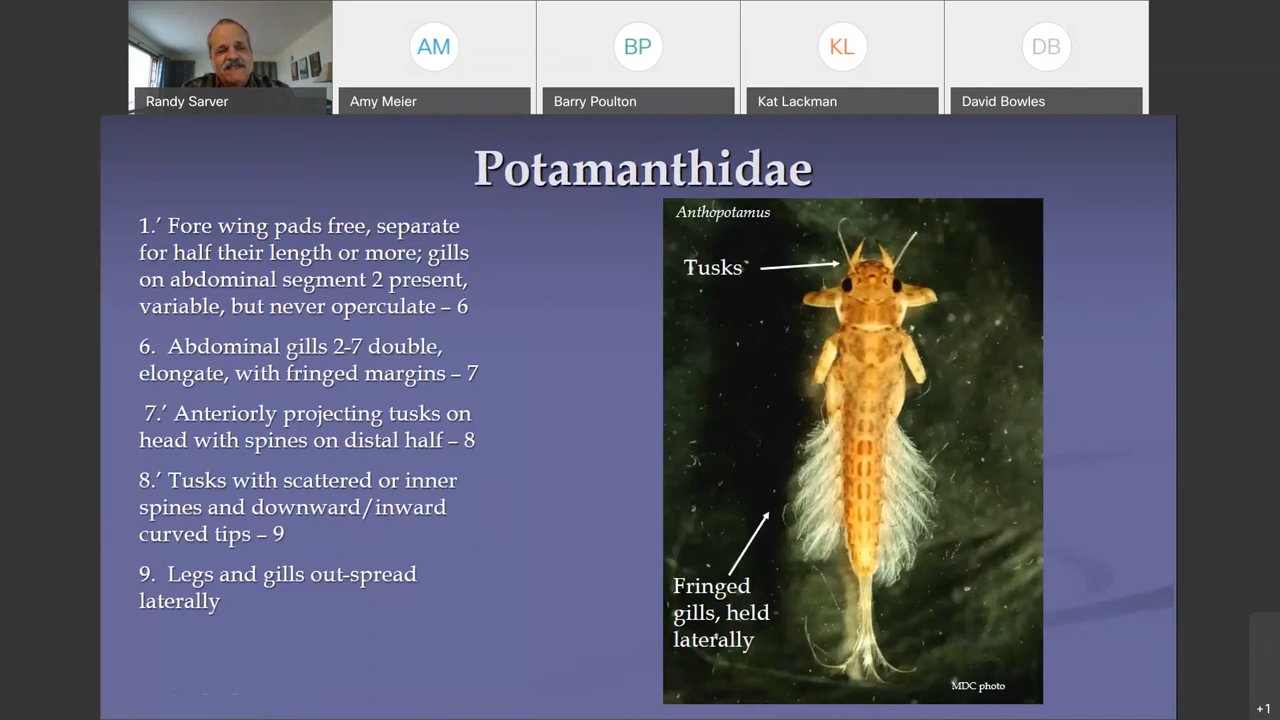 AM
BP
KL
DB
Randy Sarver
Amy Meier
Barry Poulton
Kat Lackman
David Bowles
Potamanthidae
1.′ Fore wing pads free, separate
for half their length or more; gills
on abdominal segment 2 present,
variable, but never operculate – 6
6. Abdominal gills 2-7 double,
elongate, with fringed margins – 7
7.′ Anteriorly projecting tusks on
head with spines on distal half – 8
8.′ Tusks with scattered or inner
spines and downward/inward
curved tips – 9
9. Legs and gills out-spread
laterally
Anthopotamus
Tusks
Fringed
gills, held
laterally
MDC photo
+1